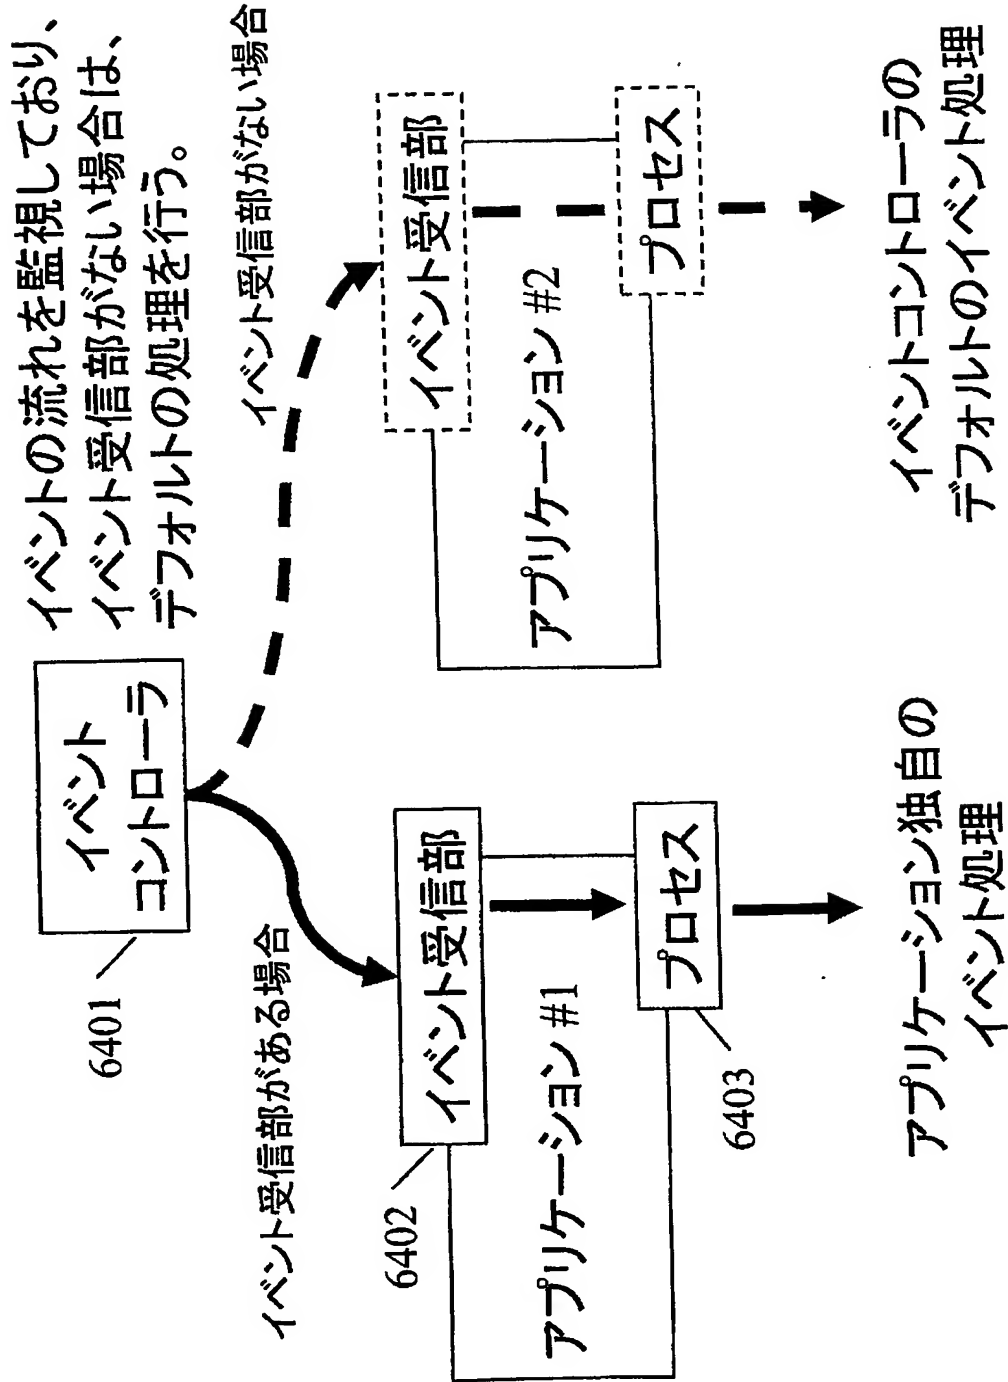 イベントの流れを監視しており、
イベント受信部がない場合は、
デフォルトの処理を行う。
イベント
コントローラ
6401
イベント受信部がある場合
イベント受信部がない場合
イベント受信部
6402
アプリケーション #1
プロセス
6403
アプリケーション独自の
イベント処理
イベント受信部
アプリケーション #2
プロセス
イベントコントローラの
デフォルトのイベント処理